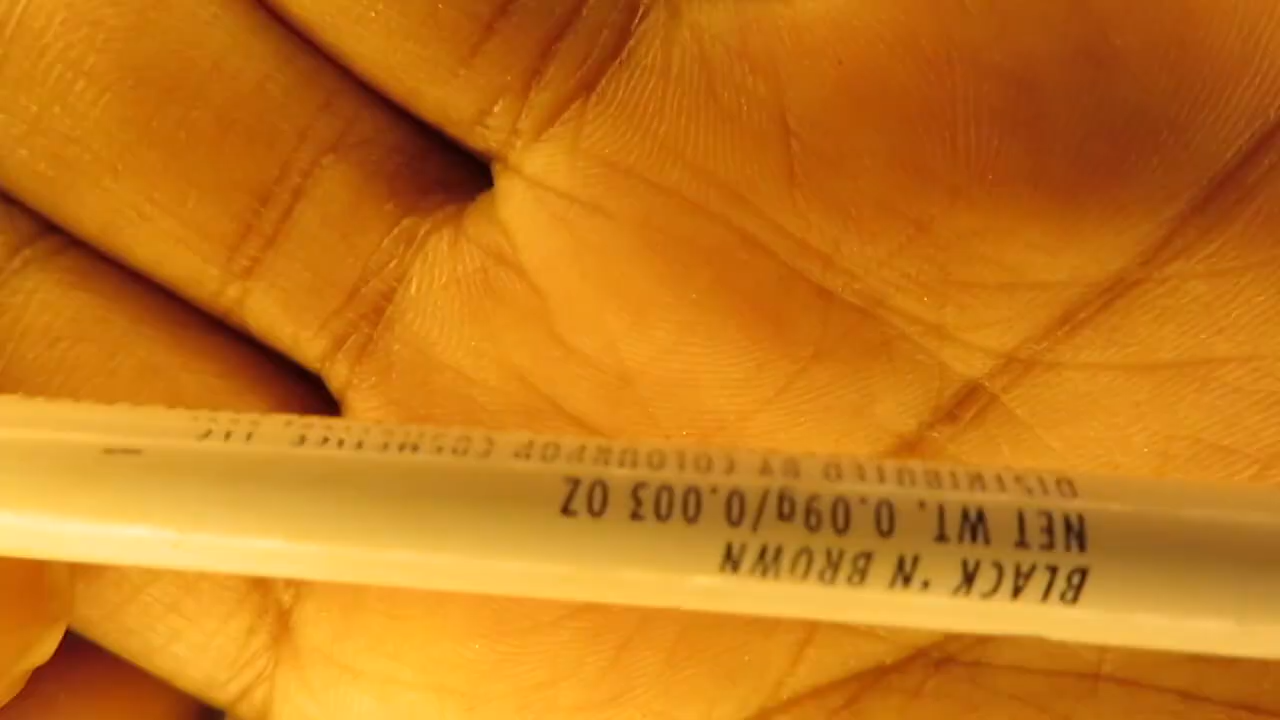 BLACK 'N BROWN
NET WT. 0.09g/0.003 OZ
DISTRIBUTED BY COLOURPOP COSMETICS, LLC